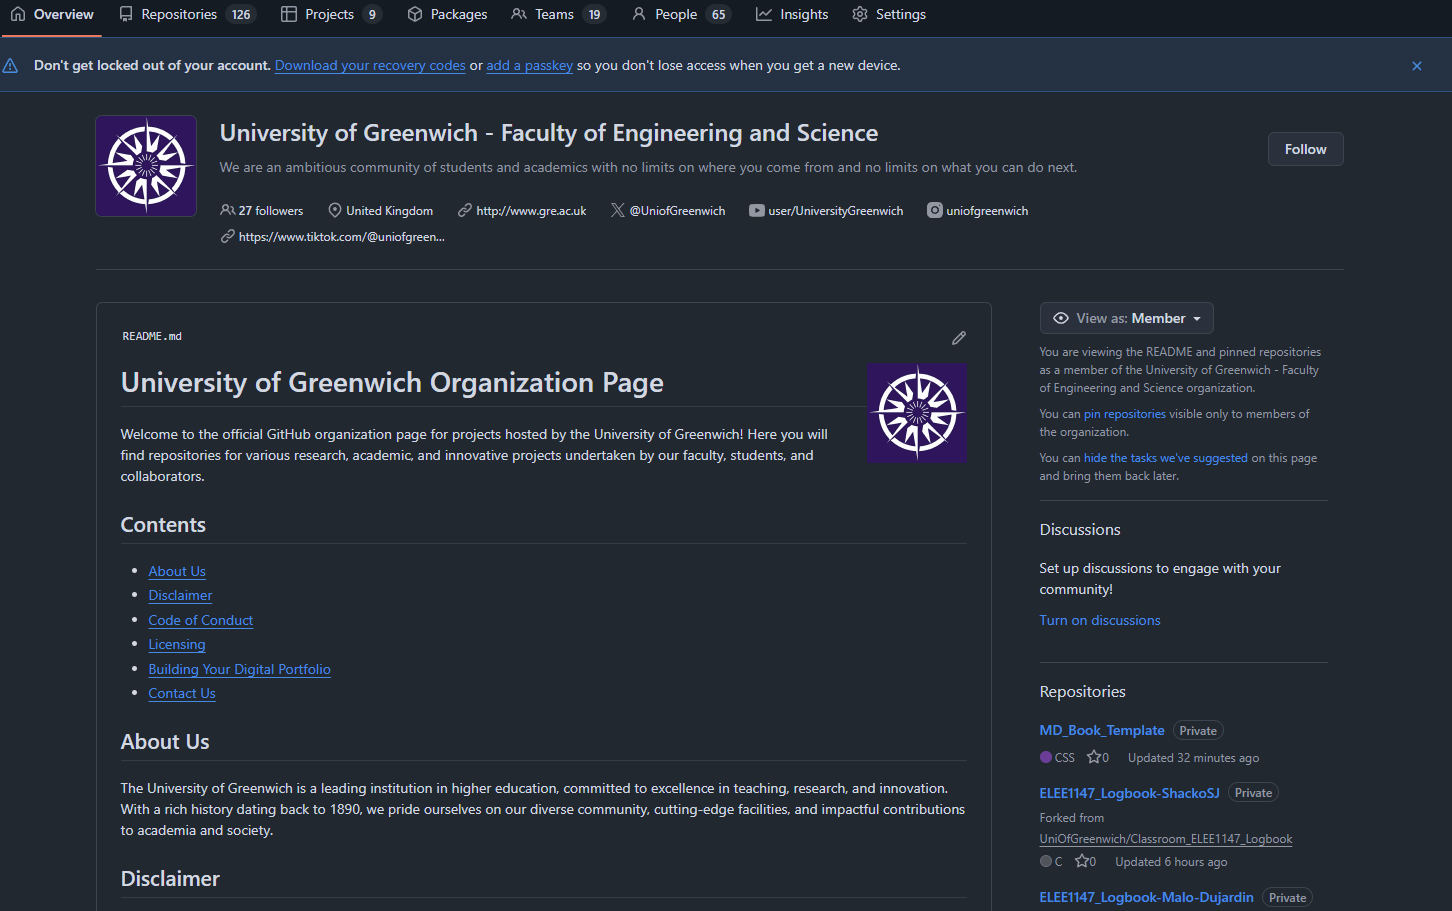 Overview Repositories 126 Projects 9 Packages Teams 19 People 65 Insights Settings
Don't get locked out of your account. Download your recovery codes or add a passkey so you don't lose access when you get a new device.
University of Greenwich - Faculty of Engineering and Science
We are an ambitious community of students and academics with no limits on where you come from and no limits on what you can do next.
Follow
27 followers United Kingdom http://www.gre.ac.uk @UniofGreenwich user/UniversityGreenwich uniofgreenwich
https://www.tiktok.com/@uniofgreen...
README.md
University of Greenwich Organization Page
Welcome to the official GitHub organization page for projects hosted by the University of Greenwich! Here you will
find repositories for various research, academic, and innovative projects undertaken by our faculty, students, and
collaborators.
Contents
About Us
Disclaimer
Code of Conduct
Licensing
Building Your Digital Portfolio
Contact Us
About Us
The University of Greenwich is a leading institution in higher education, committed to excellence in teaching, research, and innovation.
With a rich history dating back to 1890, we pride ourselves on our diverse community, cutting-edge facilities, and impactful contributions
to academia and society.
Disclaimer
View as: Member
You are viewing the README and pinned repositories
as a member of the University of Greenwich - Faculty
of Engineering and Science organization.
You can pin repositories visible only to members of
the organization.
You can hide the tasks we've suggested on this page
and bring them back later.
Discussions
Set up discussions to engage with your
community!
Turn on discussions
Repositories
MD_Book_Template Private
CSS 0 Updated 32 minutes ago
ELEE1147_Logbook-ShackoSJ Private
Forked from
UniOfGreenwich/Classroom_ELEE1147_Logbook
C 0 Updated 6 hours ago
ELEE1147_Logbook-Malo-Dujardin Private